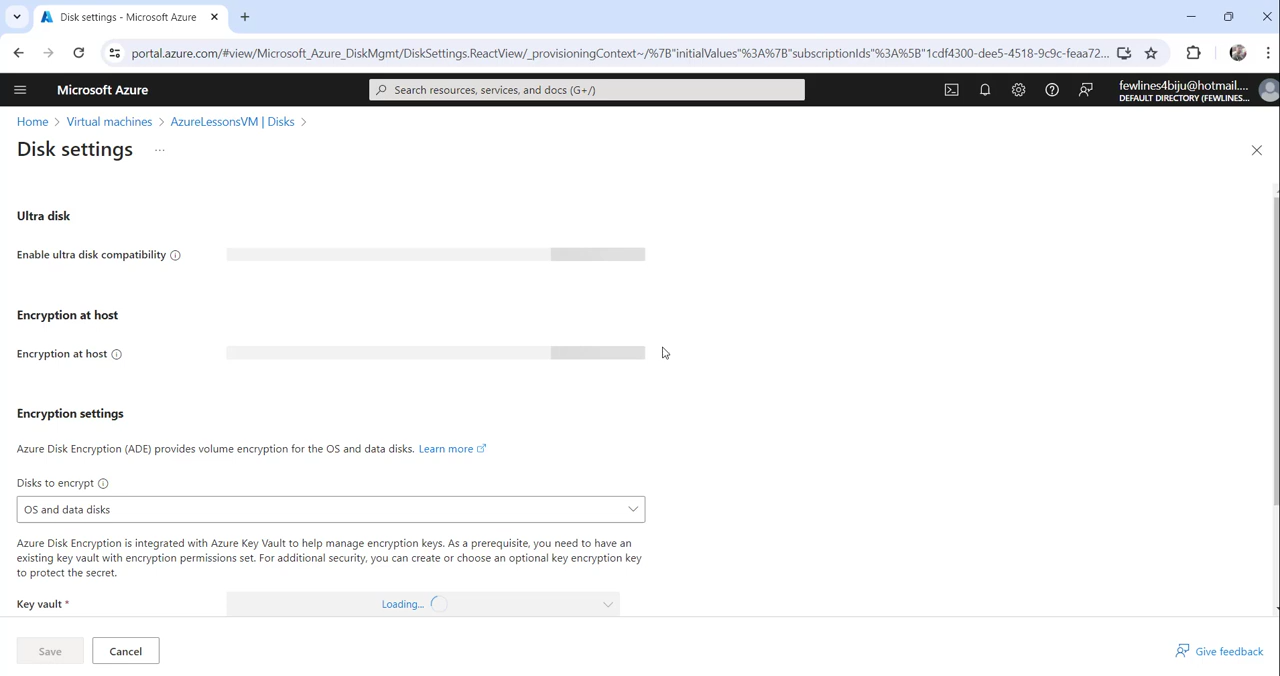 Disk settings - Microsoft Azure
portal.azure.com/#view/Microsoft_Azure_DiskMgmt/DiskSettings.ReactView/_provisioningContext~/%7B"initialValues"%3A%7B"subscriptionIds"%3A%5B"1cdf4300-dee5-4518-9c9c-feaa72...
Microsoft Azure
Search resources, services, and docs (G+/)
fewlines4biju@hotmail....
DEFAULT DIRECTORY (FEWLINES...
Home > Virtual machines > AzureLessonsVM | Disks >
Disk settings ...
Ultra disk
Enable ultra disk compatibility
Encryption at host
Encryption at host
Encryption settings
Azure Disk Encryption (ADE) provides volume encryption for the OS and data disks. Learn more
Disks to encrypt
OS and data disks
Azure Disk Encryption is integrated with Azure Key Vault to help manage encryption keys. As a prerequisite, you need to have an
existing key vault with encryption permissions set. For additional security, you can create or choose an optional key encryption key
to protect the secret.
Key vault *
Loading...
Save
Cancel
Give feedback